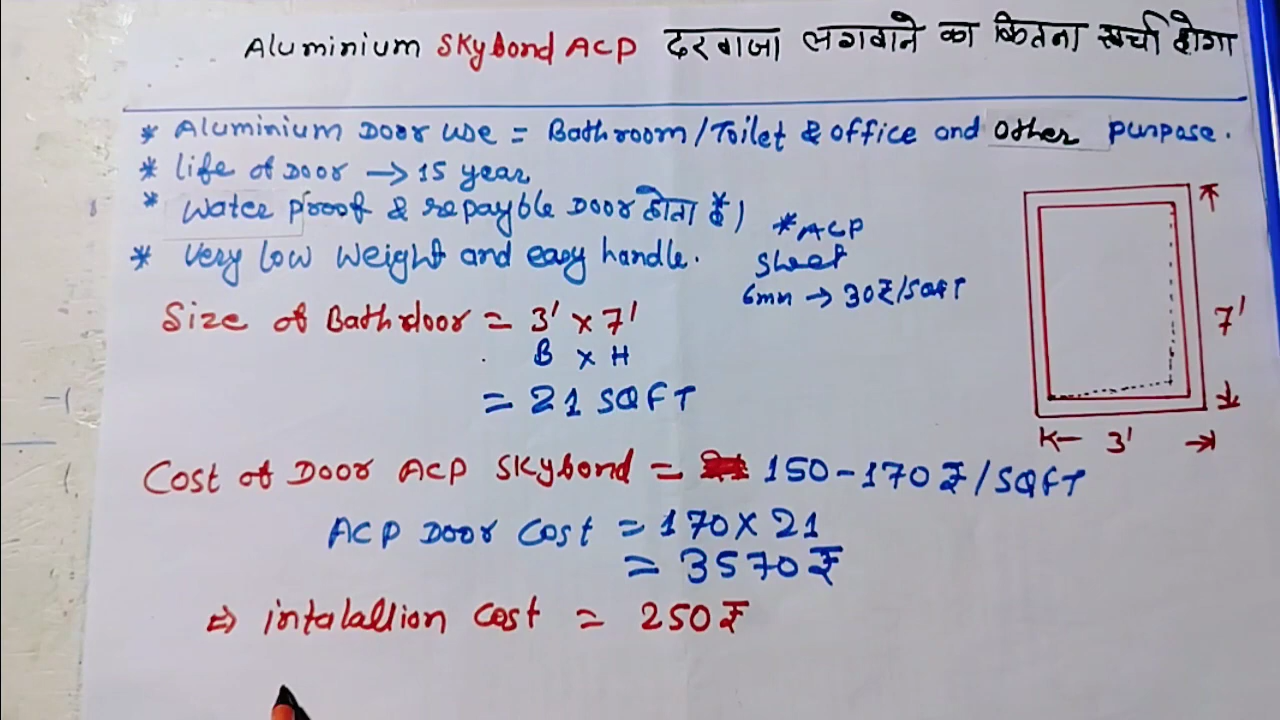 Aluminium Skybond ACP दरवाजा लगवाने का कितना खर्चा होगा
* Aluminium Door use = Bathroom/Toilet & office and other purpose.
* life of Door → 15 year
* Water proof & repayble Door होता है।
* Very low weight and easy handle.
* ACP
Sheet
6mm → 30₹/SQFT
Size of Bathdoor = 3' × 7'
B × H
= 21 SQFT
7'
3'
Cost of Door ACP Skybond = 150-170₹/SQFT
ACP Door Cost = 170×21
= 3570₹
⇒ intalallion Cost = 250₹